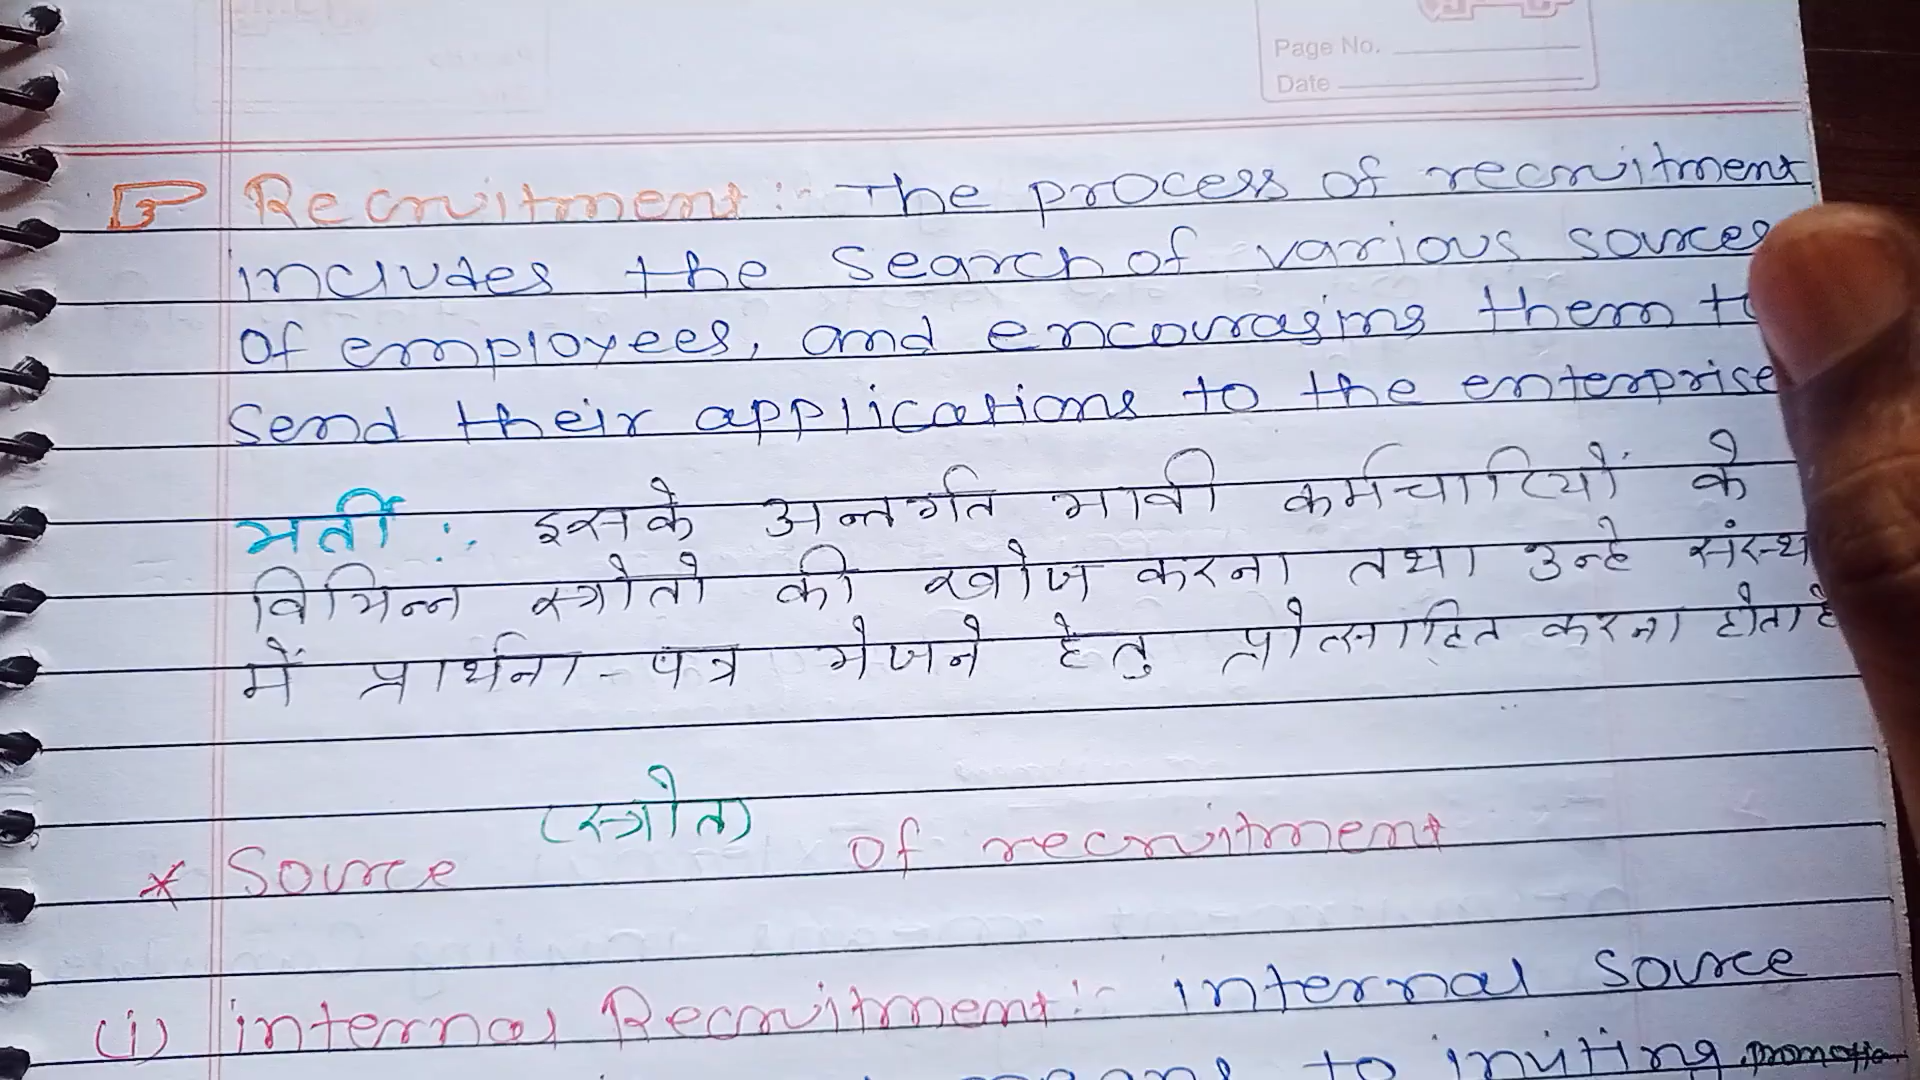 Page No.
Date
Recruitment :- The process of recruitment
includes the search of various sources
of employees, and encouraging them to
send their applications to the enterprise
भर्ती :- इसके अन्तर्गत भावी कर्मचारियों के
विभिन्न स्त्रोतो की खोज करना तथा उन्हे संस्था
में प्रार्थना-पत्र भेजने हेतु प्रोत्साहित करना होता है
(स्त्रोत)
* Source of recruitment
(i) internal Recruitment :- internal source
means to inviting